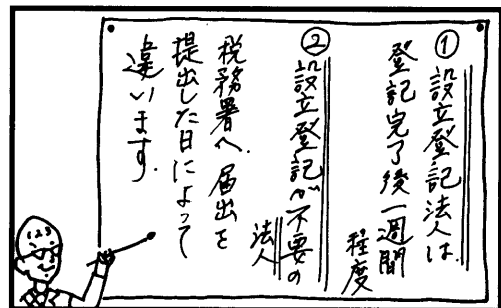 ①設立登記法人は
登記完了後一週間
程度
②設立登記が不要の
法人
税務署へ届出を
提出した日によって
違います.
123